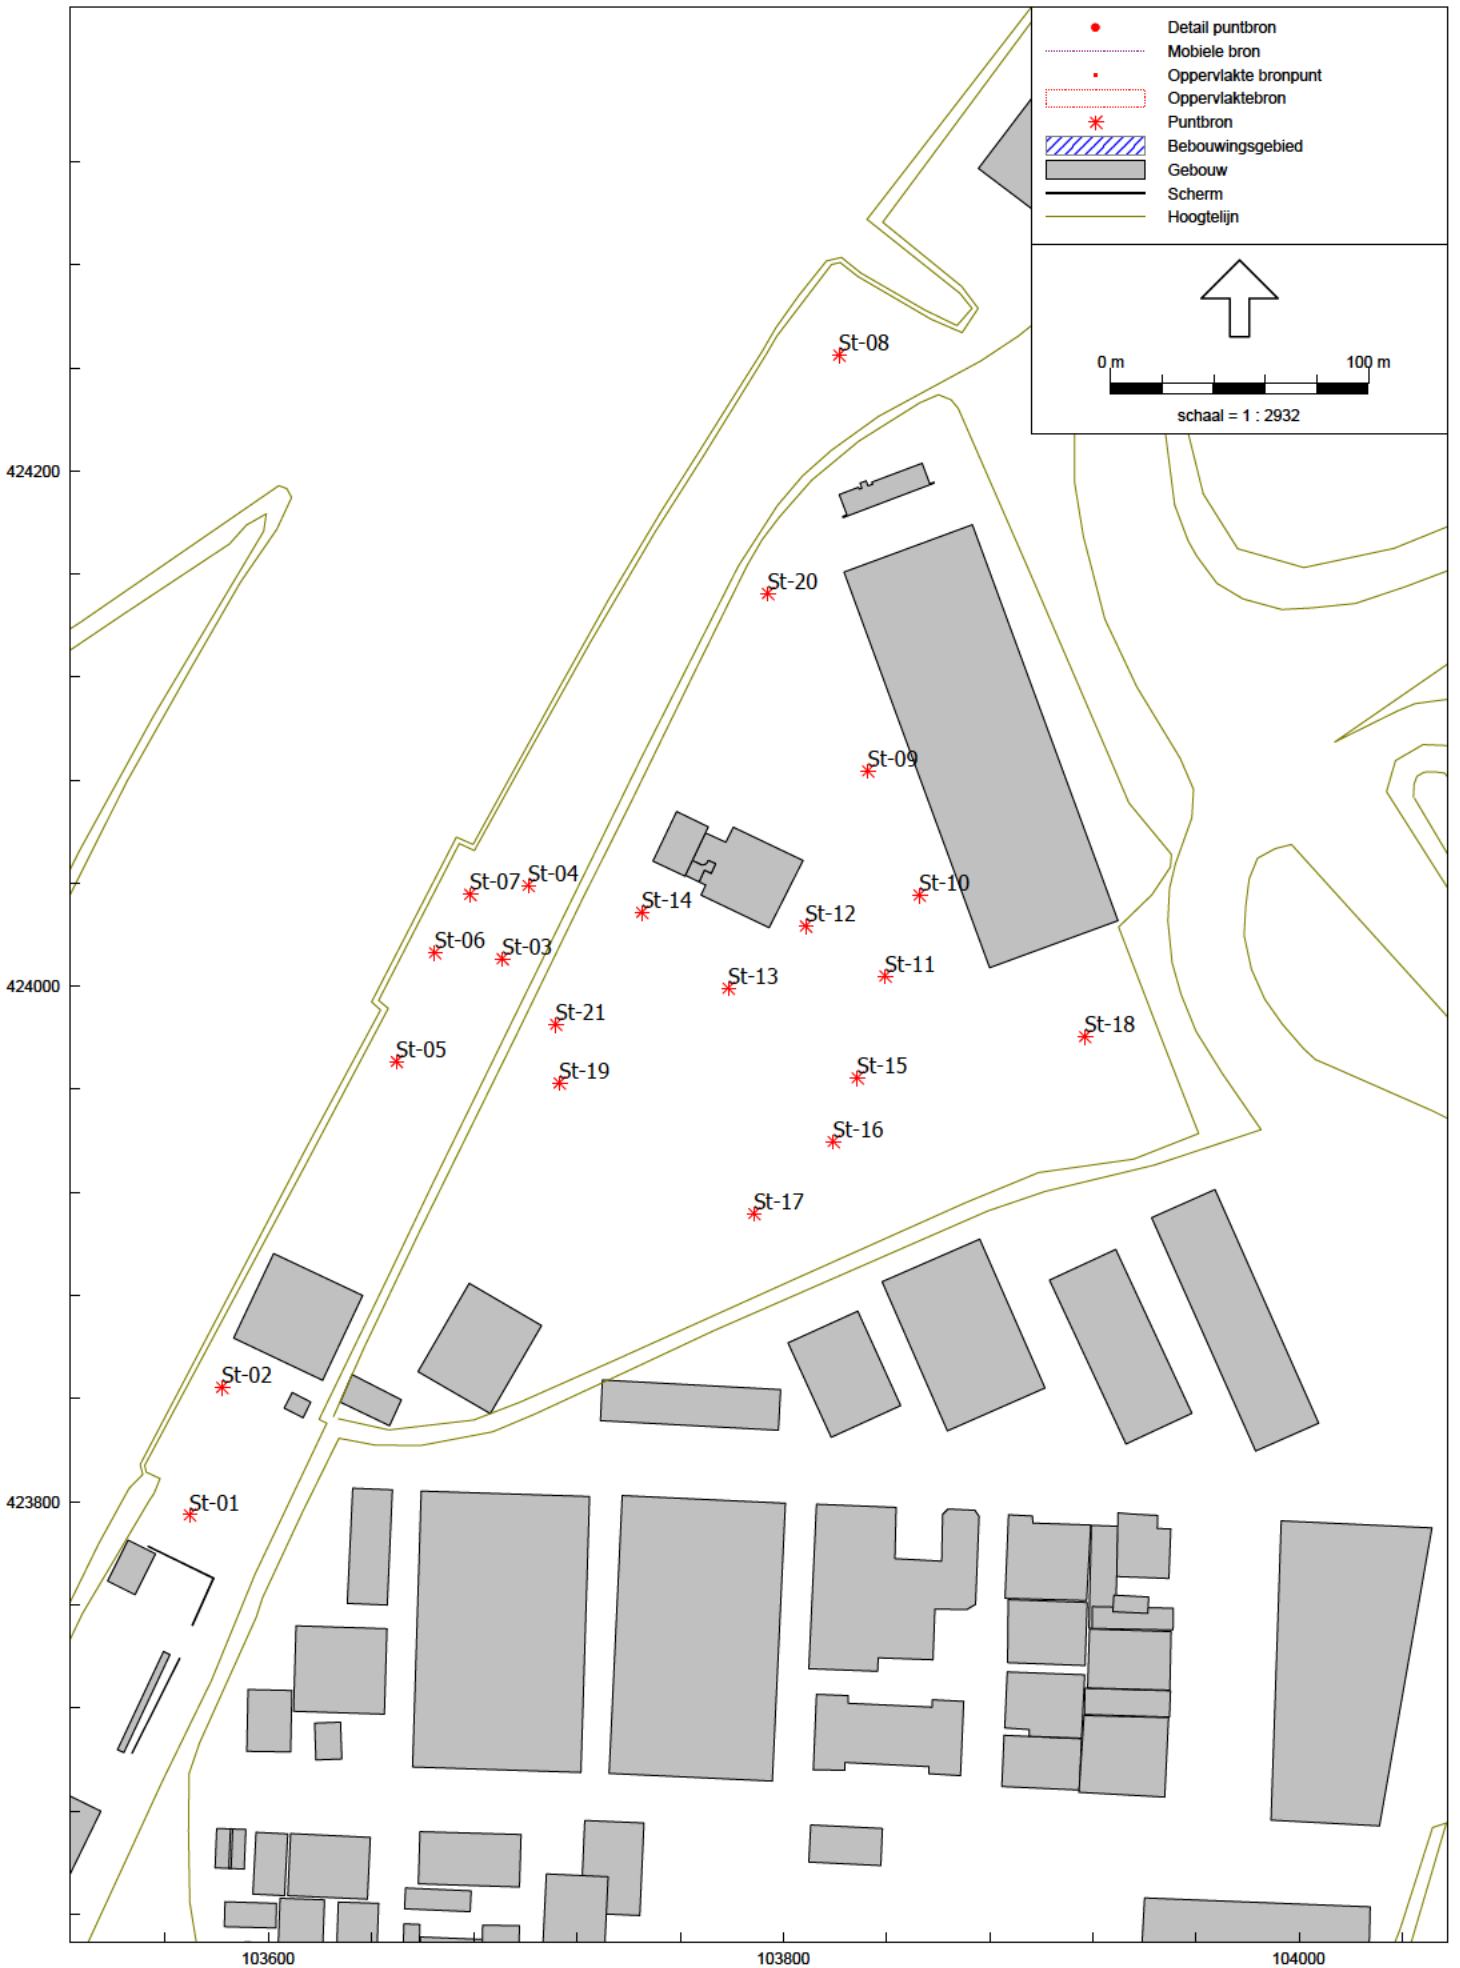 Detail puntbron
Mobiele bron
Oppervlakte bronpunt
Oppervlaktebron
Puntbron
Bebouwingsgebied
Gebouw
Scherm
Hoogtelijn
0 m 100 m
schaal = 1 : 2932
St-08
424200
St-20
St-09
St-07
St-04
St-14
St-10
St-12
St-06
St-03
St-11
St-13
424000
St-21
St-18
St-05
St-19
St-15
St-16
St-17
St-02
St-01
423800
103600 103800 104000